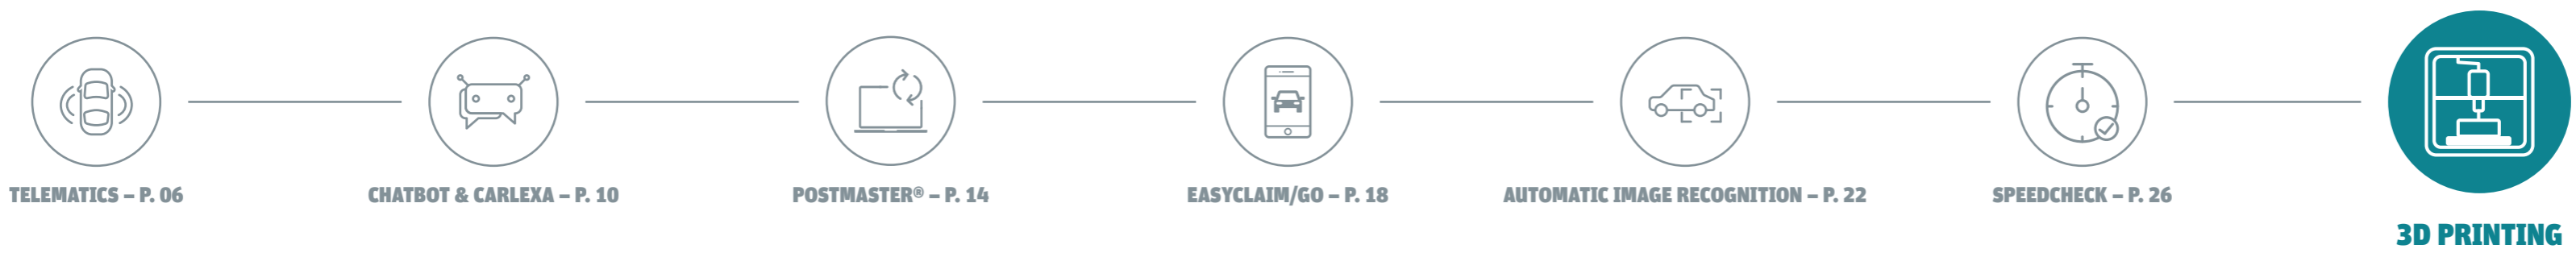 TELEMATICS – P. 06
CHATBOT & CARLEXA – P. 10
POSTMASTER® – P. 14
EASYCLAIM/GO – P. 18
AUTOMATIC IMAGE RECOGNITION – P. 22
SPEEDCHECK – P. 26
3D PRINTING